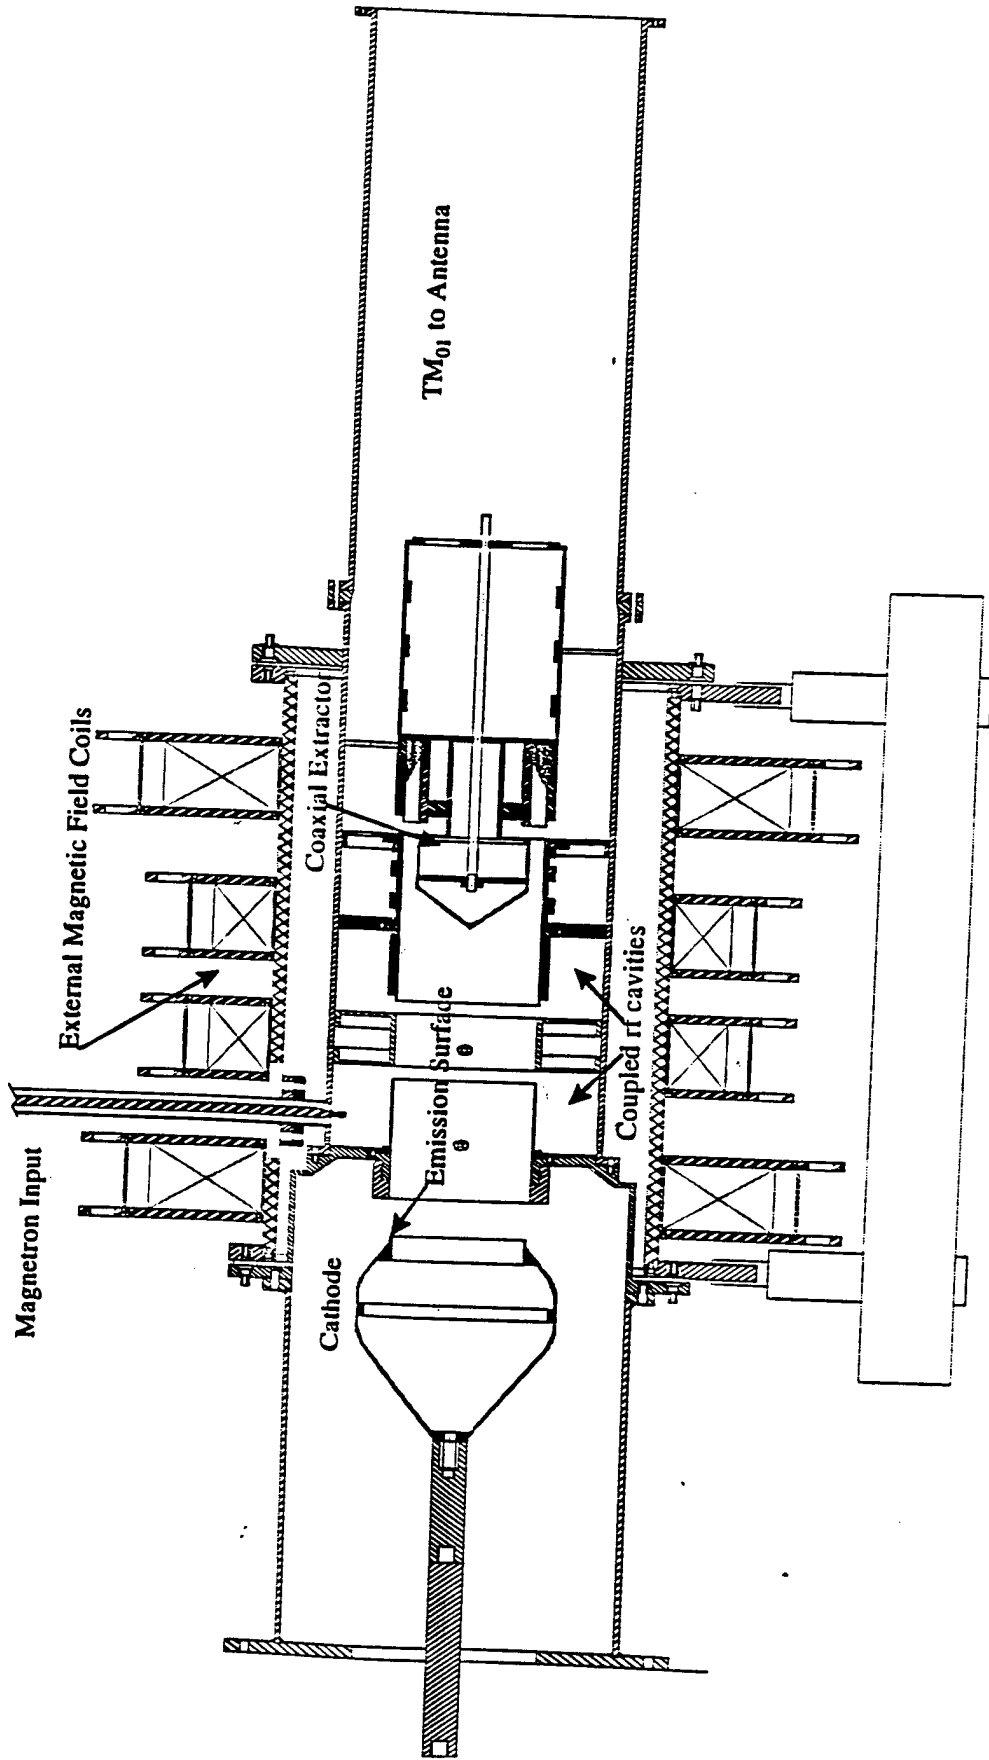 Magnetron Input
External Magnetic Field Coils
Cathode
Emission Surface
Coaxial Extractor
Coupled rf cavities
TM₀₁ to Antenna
θ
θ